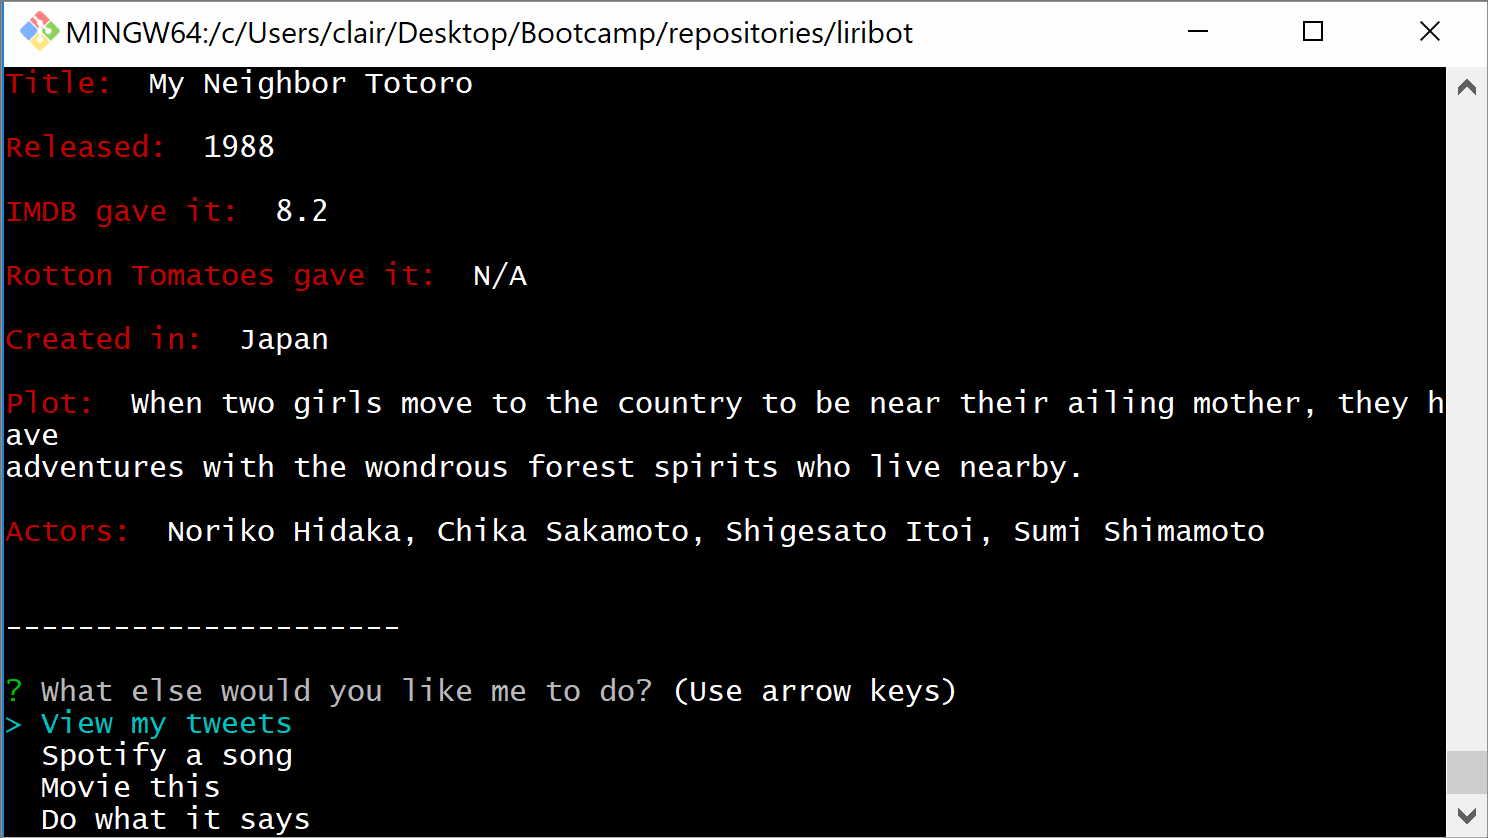 MINGW64:/c/Users/clair/Desktop/Bootcamp/repositories/liribot
Title:  My Neighbor Totoro
Released:  1988
IMDB gave it:  8.2
Rotton Tomatoes gave it:  N/A
Created in:  Japan
Plot:  When two girls move to the country to be near their ailing mother, they h
ave
adventures with the wondrous forest spirits who live nearby.
Actors:  Noriko Hidaka, Chika Sakamoto, Shigesato Itoi, Sumi Shimamoto
----------------------
? What else would you like me to do? (Use arrow keys)
> View my tweets
  Spotify a song
  Movie this
  Do what it says